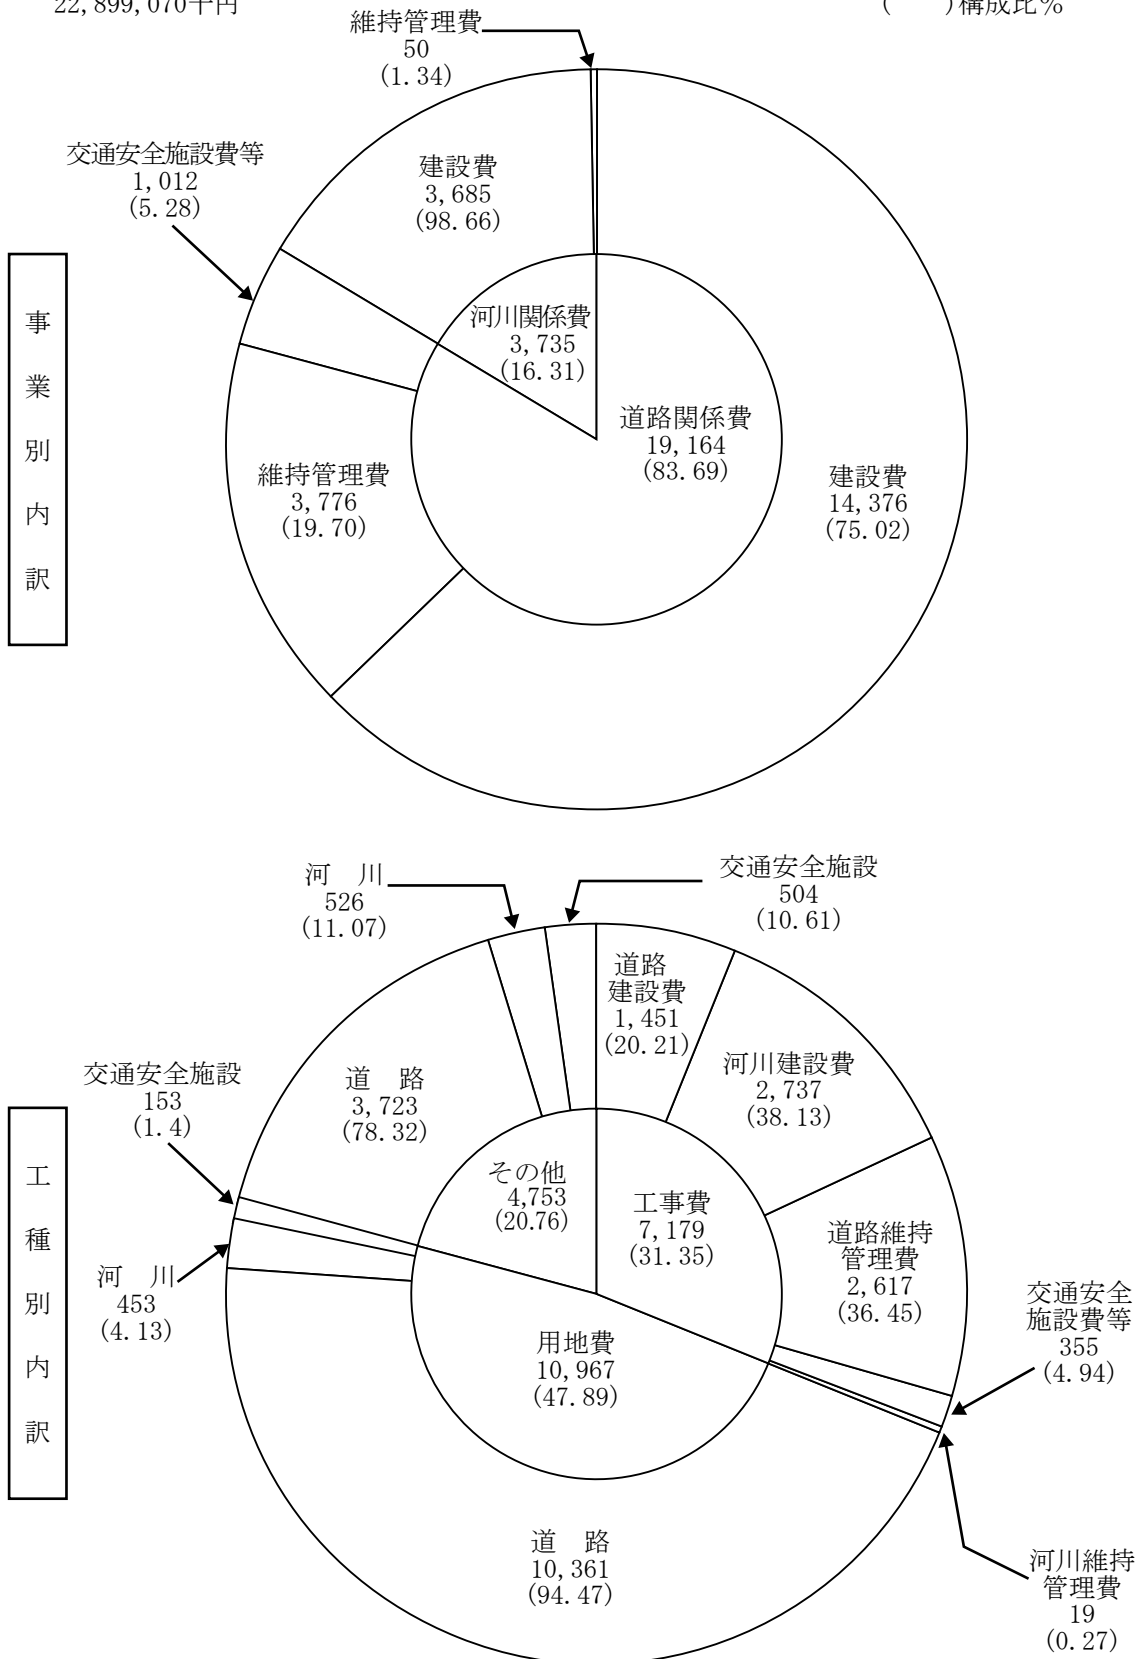 22,899,070千円
(　　)構成比%
維持管理費
50
(1.34)
交通安全施設費等
1,012
(5.28)
建設費
3,685
(98.66)
河川関係費
3,735
(16.31)
道路関係費
19,164
(83.69)
建設費
14,376
(75.02)
維持管理費
3,776
(19.70)
事業別内訳
河　川
526
(11.07)
交通安全施設
504
(10.61)
道路
建設費
1,451
(20.21)
河川建設費
2,737
(38.13)
道　路
3,723
(78.32)
交通安全施設
153
(1.4)
その他
4,753
(20.76)
工事費
7,179
(31.35)
道路維持
管理費
2,617
(36.45)
河　川
453
(4.13)
交通安全
施設費等
355
(4.94)
用地費
10,967
(47.89)
工種別内訳
道　路
10,361
(94.47)
河川維持
管理費
19
(0.27)